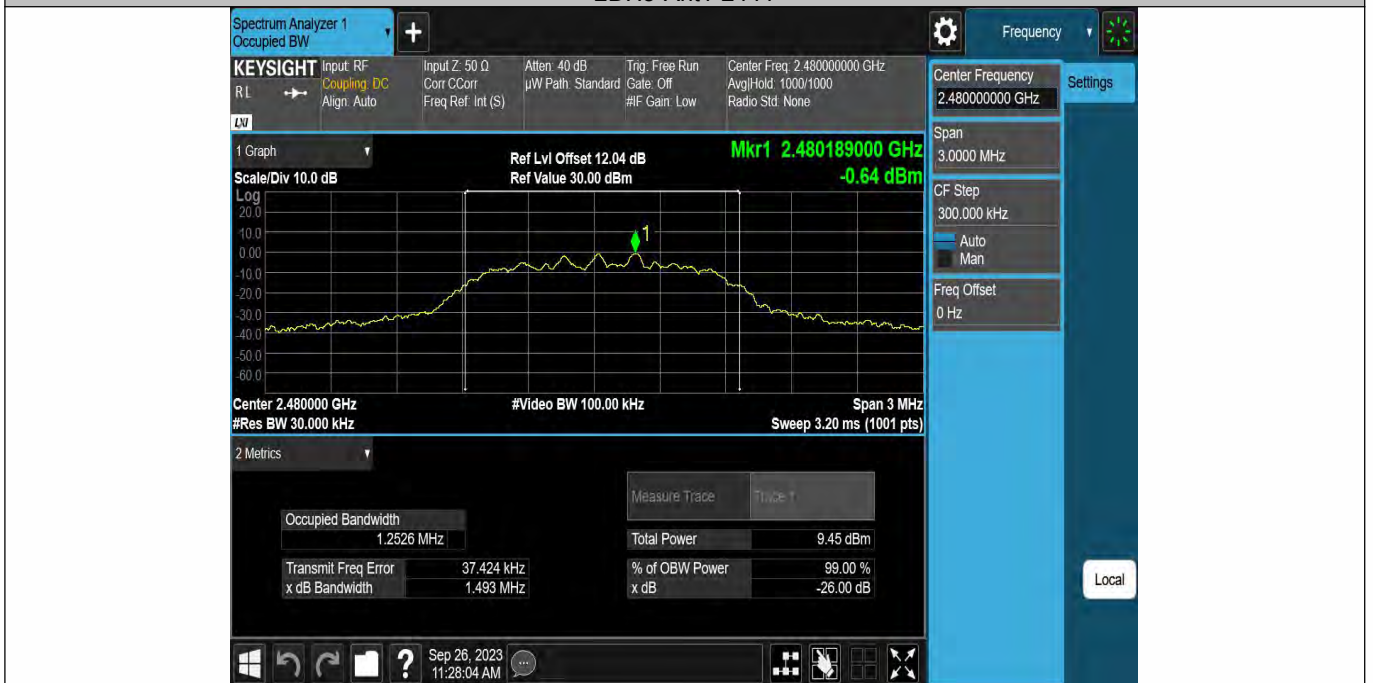 Spectrum Analyzer 1
Occupied BW
Frequency
KEYSIGHT
RL
LXI
Input: RF
Coupling: DC
Align: Auto
Input Z: 50 Ω
Corr CCorr
Freq Ref: Int (S)
Atten: 40 dB
µW Path: Standard
Trig: Free Run
Gate: Off
#IF Gain: Low
Center Freq: 2.480000000 GHz
Avg|Hold: 1000/1000
Radio Std: None
Center Frequency
2.480000000 GHz
Settings
Span
3.0000 MHz
CF Step
300.000 kHz
Auto
Man
Freq Offset
0 Hz
Local
1 Graph
Scale/Div 10.0 dB
Ref Lvl Offset 12.04 dB
Ref Value 30.00 dBm
Mkr1 2.480189000 GHz
-0.64 dBm
Log
20.0
10.0
0.00
-10.0
-20.0
-30.0
-40.0
-50.0
-60.0
1
Center 2.480000 GHz
#Video BW 100.00 kHz
Span 3 MHz
#Res BW 30.000 kHz
Sweep 3.20 ms (1001 pts)
2 Metrics
Measure Trace
Trace 1
Occupied Bandwidth
1.2526 MHz
Total Power
9.45 dBm
Transmit Freq Error
37.424 kHz
% of OBW Power
99.00 %
x dB Bandwidth
1.493 MHz
x dB
-26.00 dB
?
Sep 26, 2023
11:28:04 AM